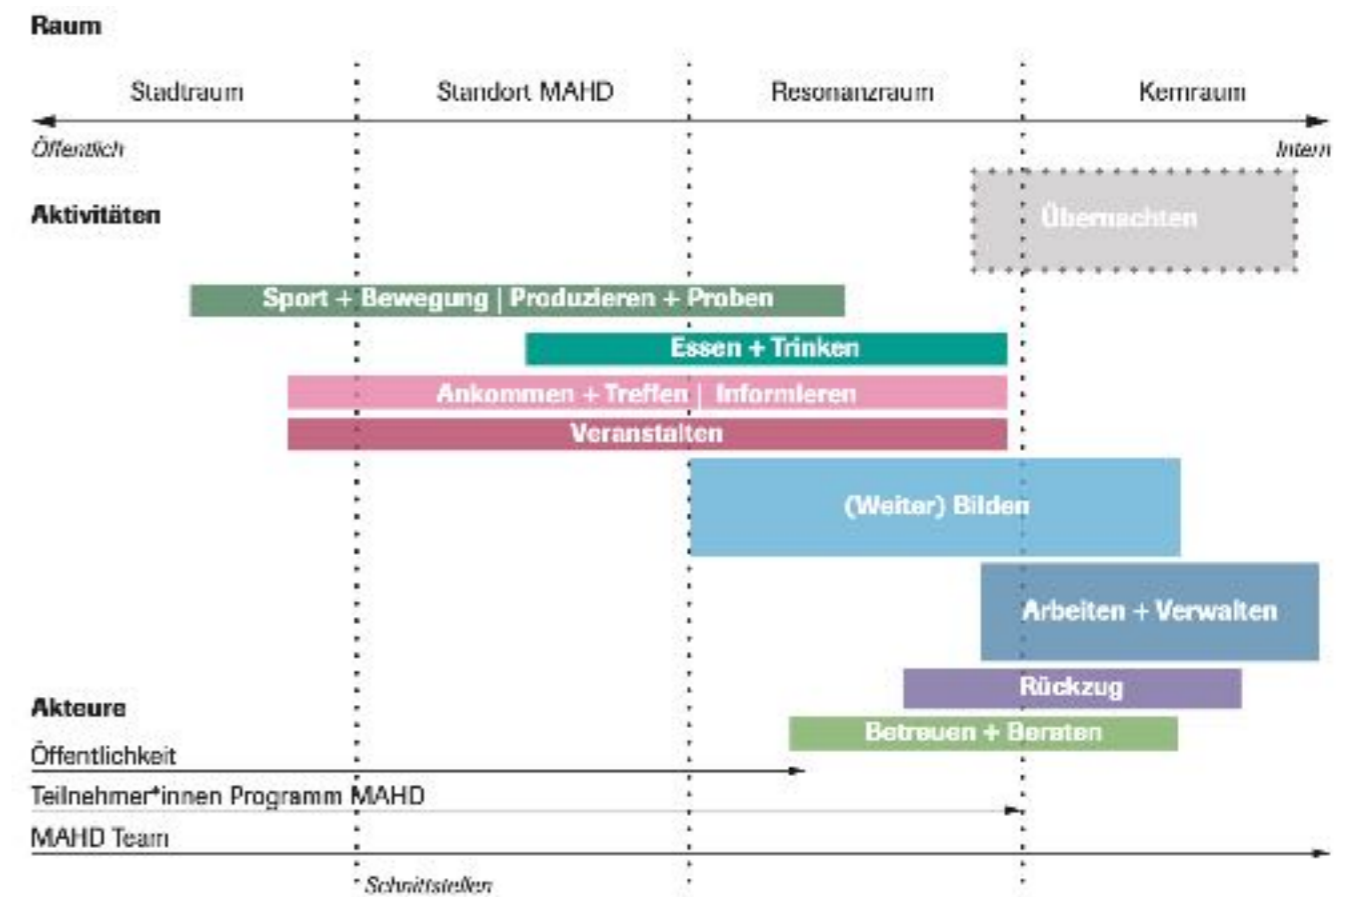 Raum
Stadtraum Standort MAHD Resonanzraum Kernraum
Öffentlich Intern
Aktivitäten
Übernachten
Sport + Bewegung | Produzieren + Proben
Essen + Trinken
Ankommen + Treffen | Informieren
Veranstalten
(Weiter) Bilden
Arbeiten + Verwalten
Rückzug
Akteure
Betreuen + Beraten
Öffentlichkeit
Teilnehmer*innen Programm MAHD
MAHD Team
Schnittstellen